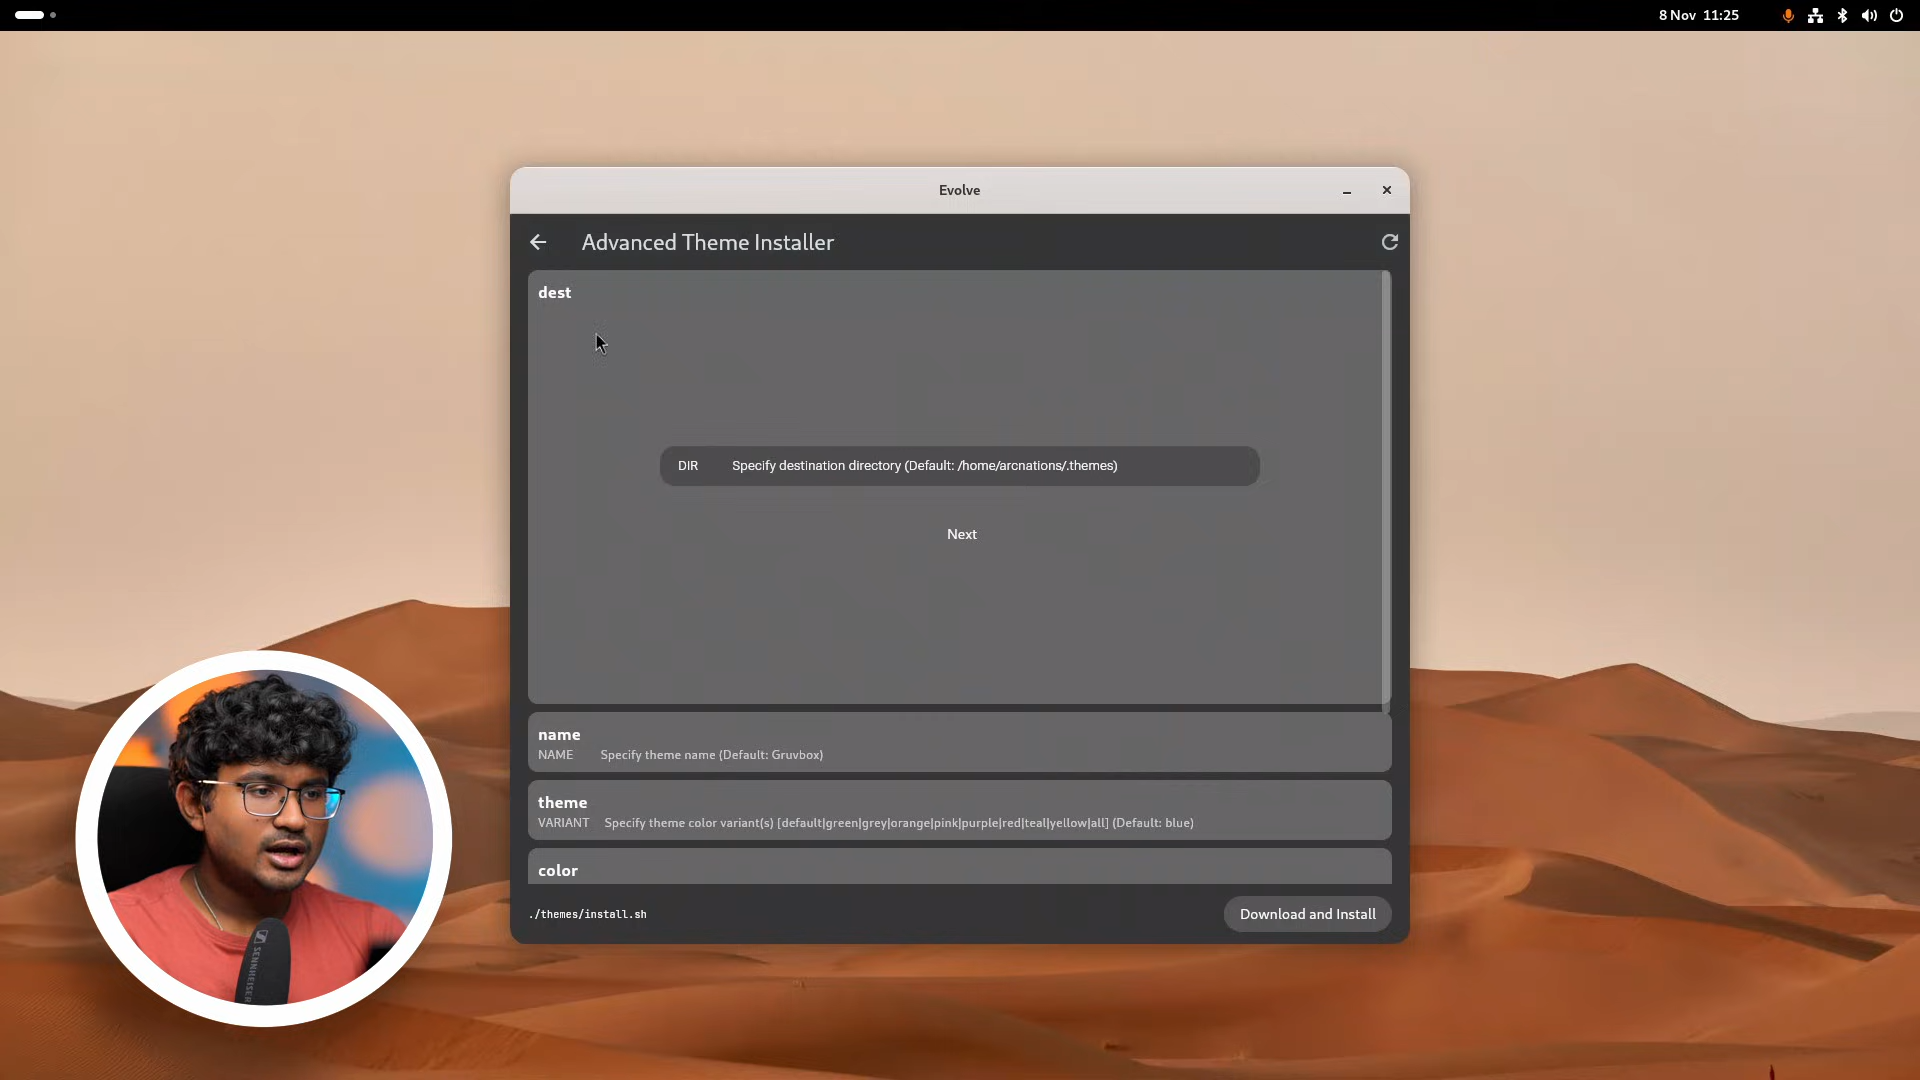 8 Nov 11:25
Evolve
Advanced Theme Installer
dest
DIR Specify destination directory (Default: /home/arcnations/.themes)
Next
name
NAME Specify theme name (Default: Gruvbox)
theme
VARIANT Specify theme color variant(s) [default|green|grey|orange|pink|purple|red|teal|yellow|all] (Default: blue)
color
./themes/install.sh
Download and Install
SENNHEISER